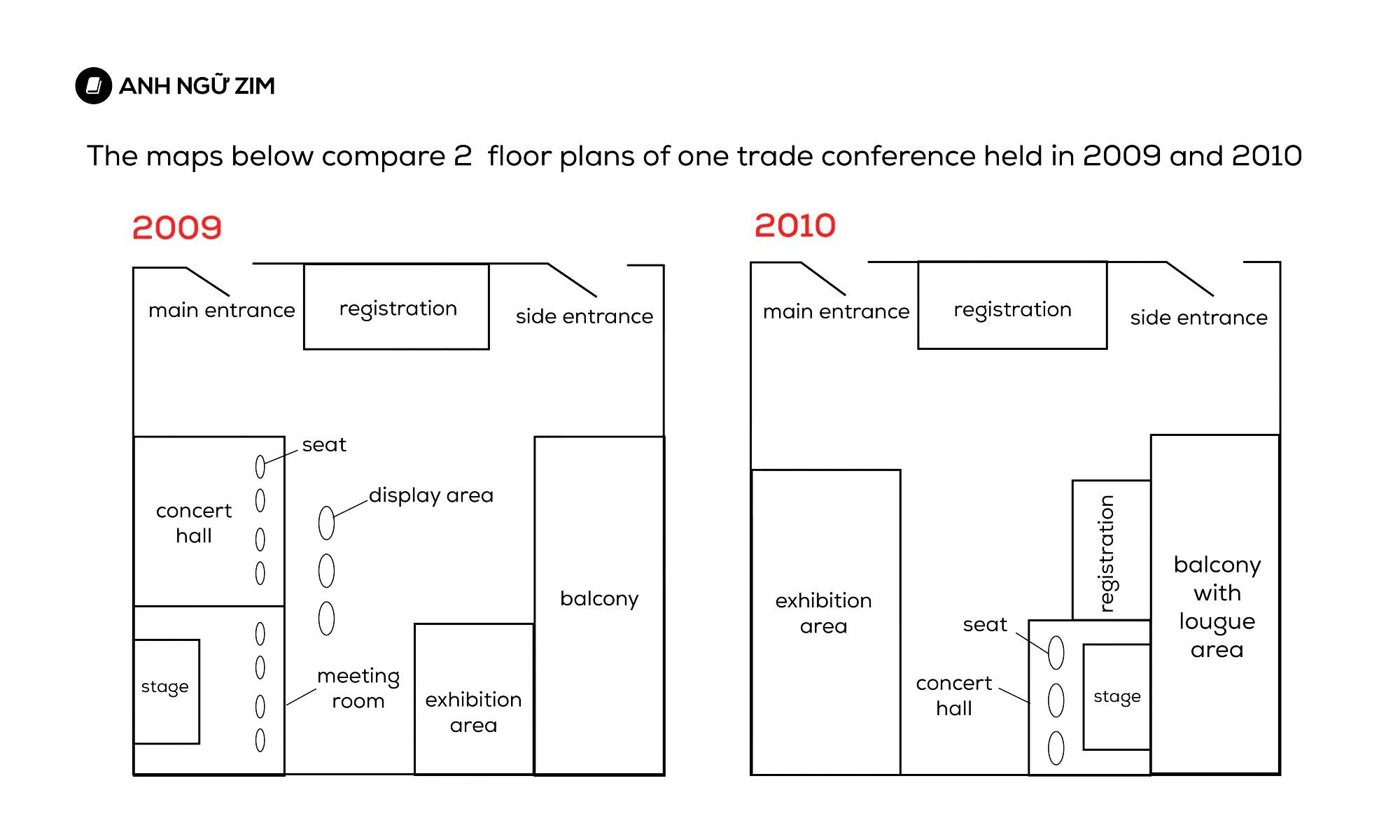 ANH NGỮ ZIM
The maps below compare 2 floor plans of one trade conference held in 2009 and 2010
2009
main entrance
registration
side entrance
seat
display area
concert
hall
balcony
stage
meeting
room
exhibition
area
2010
main entrance
registration
side entrance
registration
exhibition
area
balcony
with
lougue
area
seat
concert
hall
stage